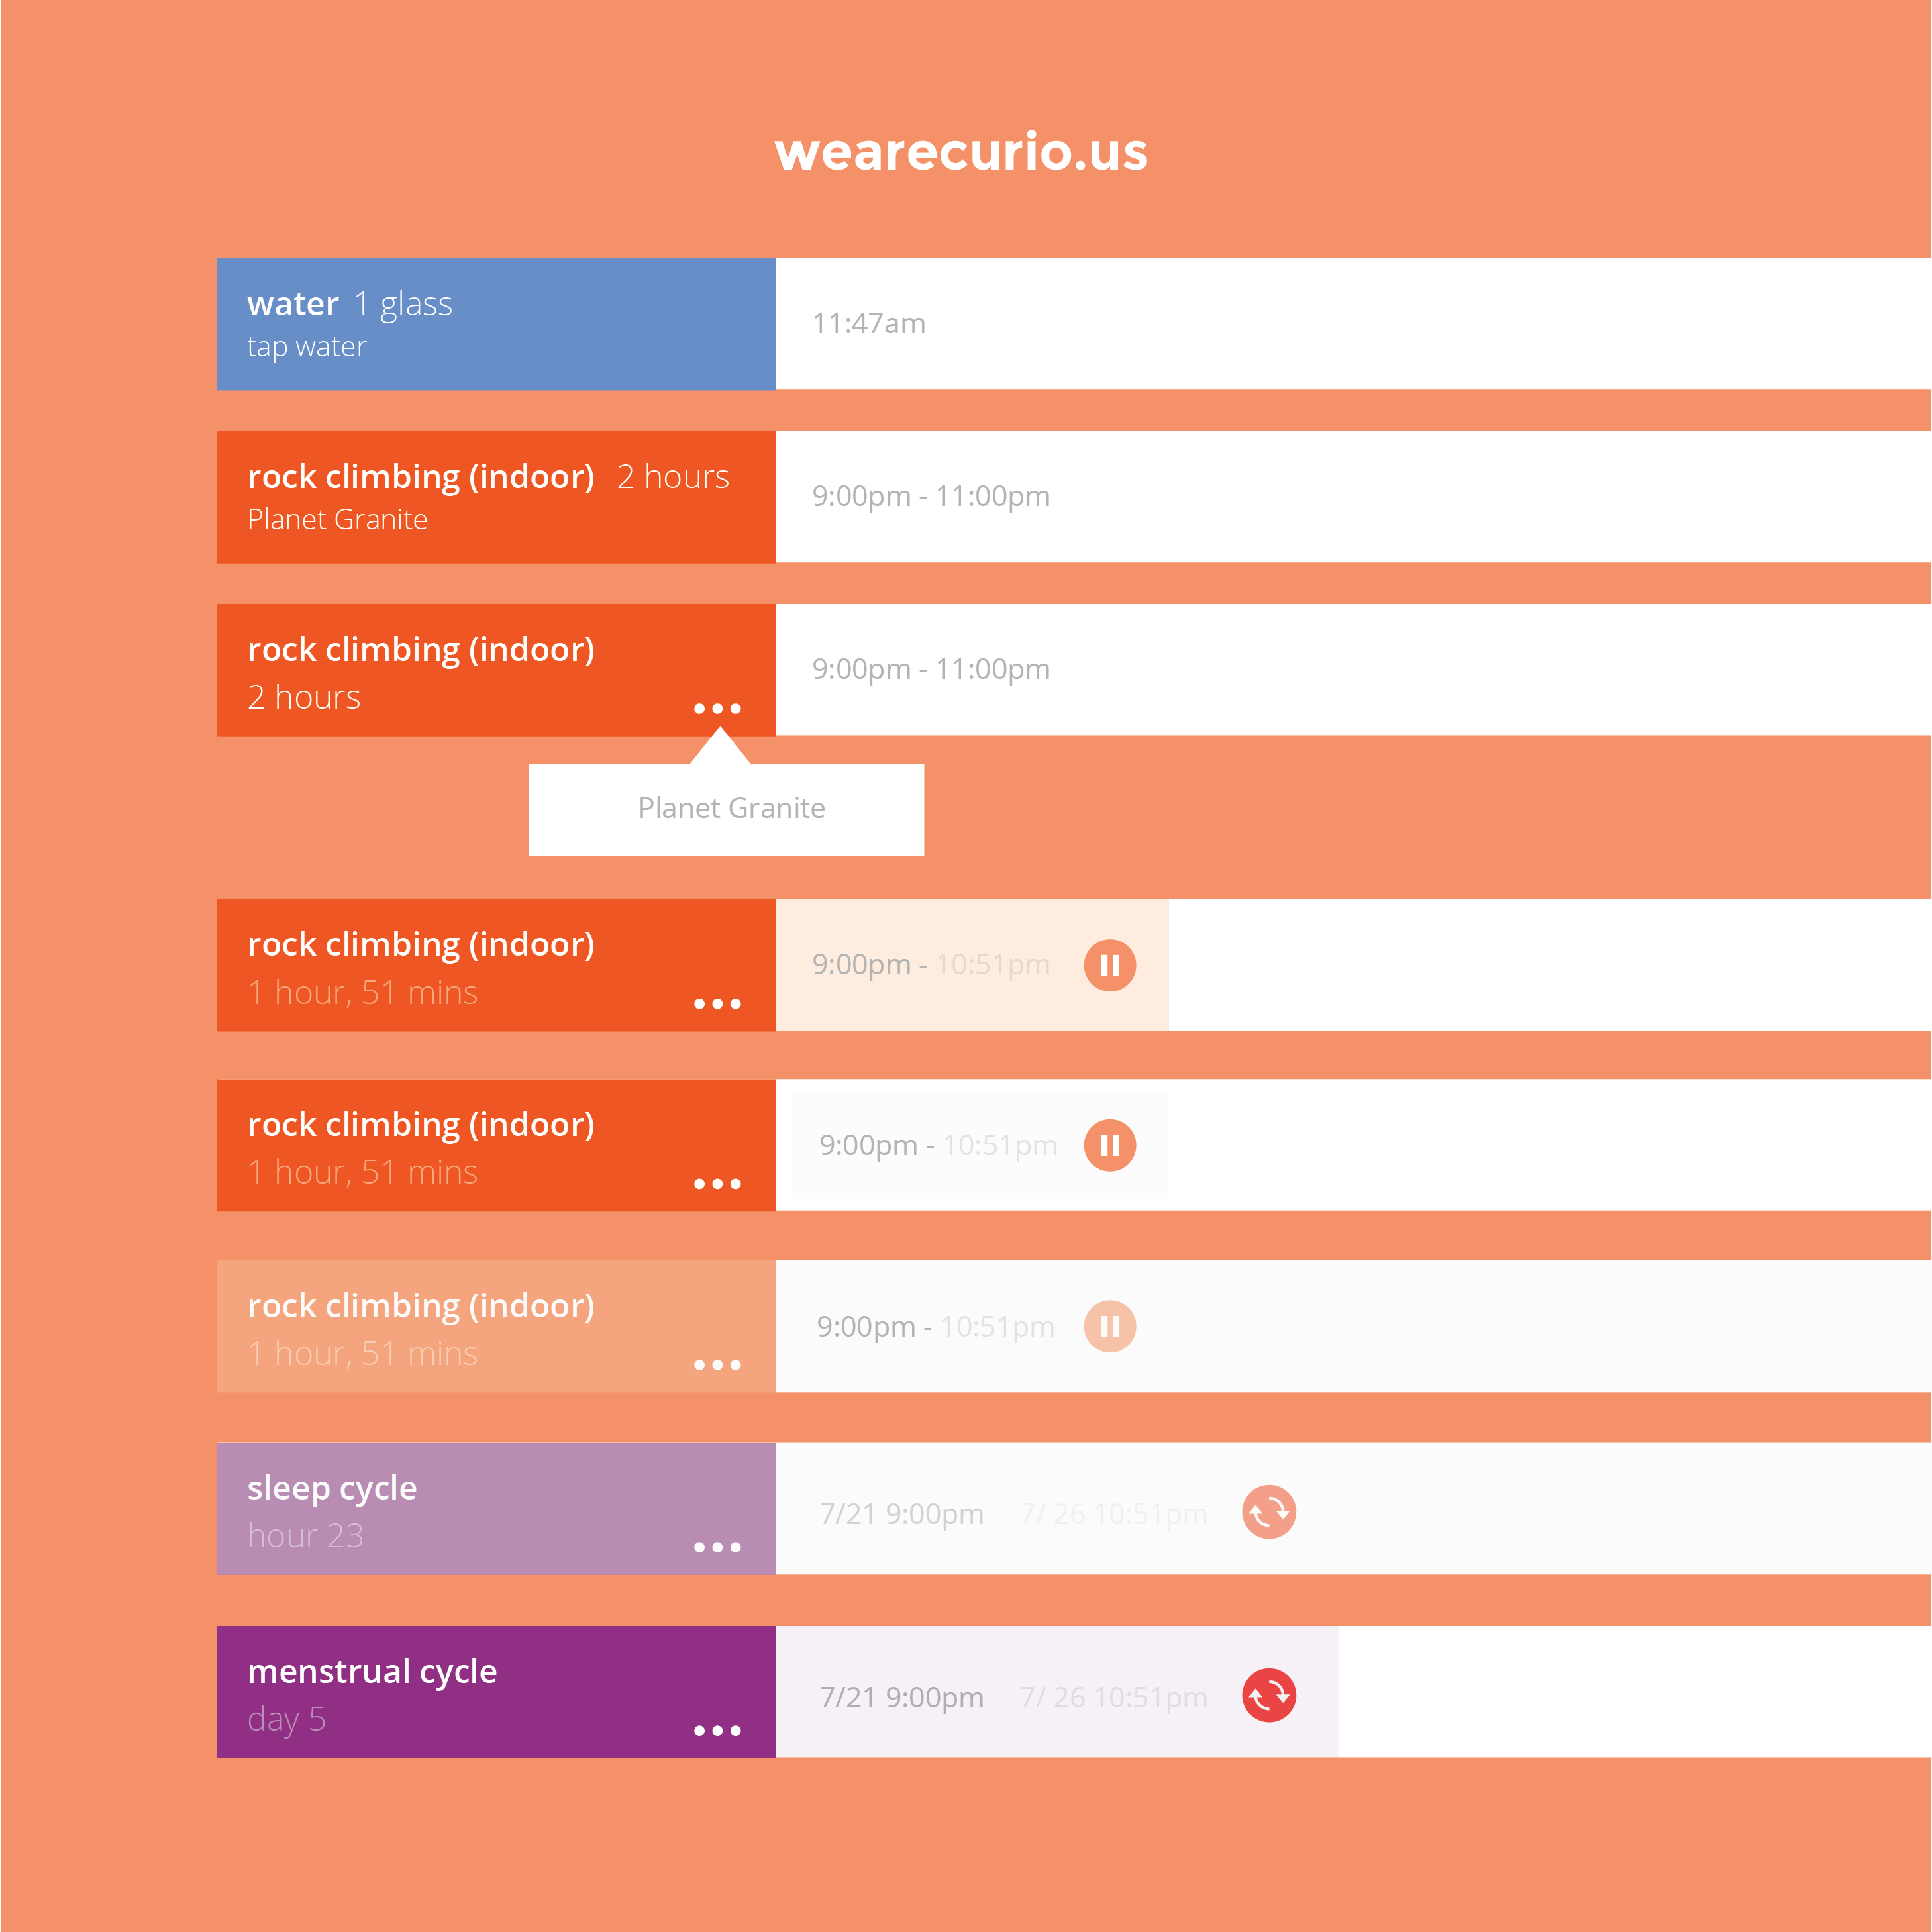 wearecurio.us
water 1 glass
tap water
11:47am
rock climbing (indoor) 2 hours
Planet Granite
9:00pm - 11:00pm
rock climbing (indoor)
2 hours
9:00pm - 11:00pm
Planet Granite
rock climbing (indoor)
1 hour, 51 mins
9:00pm - 10:51pm
rock climbing (indoor)
1 hour, 51 mins
9:00pm - 10:51pm
rock climbing (indoor)
1 hour, 51 mins
9:00pm - 10:51pm
sleep cycle
hour 23
7/21 9:00pm 7/ 26 10:51pm
menstrual cycle
day 5
7/21 9:00pm 7/ 26 10:51pm